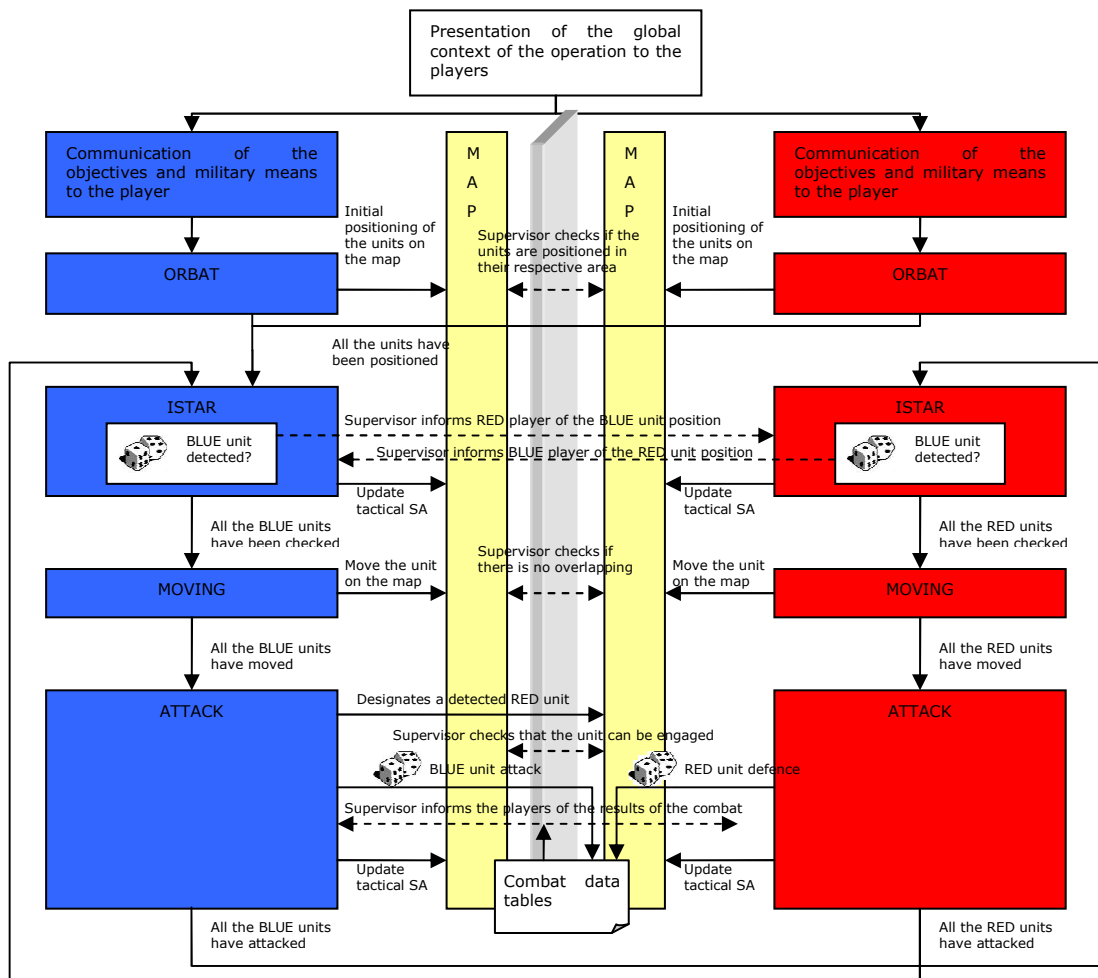 Presentation of the global
context of the operation to the
players
Communication of the
objectives and military means
to the player
M
A
P
M
A
P
Communication of the
objectives and military means
to the player
Initial
positioning of
the units on
the map
Supervisor checks if the
units are positioned in
their respective area
Initial
positioning of
the units on
the map
ORBAT
ORBAT
All the units have
been positioned
ISTAR
BLUE unit
detected?
Supervisor informs RED player of the BLUE unit position
Supervisor informs BLUE player of the RED unit position
ISTAR
BLUE unit
detected?
Update
tactical SA
Update
tactical SA
All the BLUE units
have been checked
All the RED units
have been checked
MOVING
Move the unit
on the map
Supervisor checks if
there is no overlapping
Move the unit
on the map
MOVING
All the BLUE units
have moved
All the RED units
have moved
ATTACK
Designates a detected RED unit
ATTACK
Supervisor checks that the unit can be engaged
BLUE unit attack
RED unit defence
Supervisor informs the players of the results of the combat
Update
tactical SA
Combat data
tables
Update
tactical SA
All the BLUE units
have attacked
All the RED units
have attacked